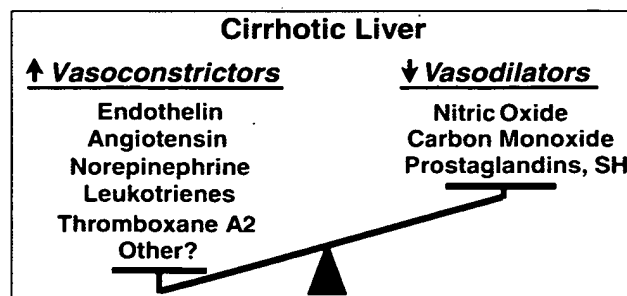 Cirrhotic Liver
↑ Vasoconstrictors
Endothelin
Angiotensin
Norepinephrine
Leukotrienes
Thromboxane A2
Other?
↓ Vasodilators
Nitric Oxide
Carbon Monoxide
Prostaglandins, SH